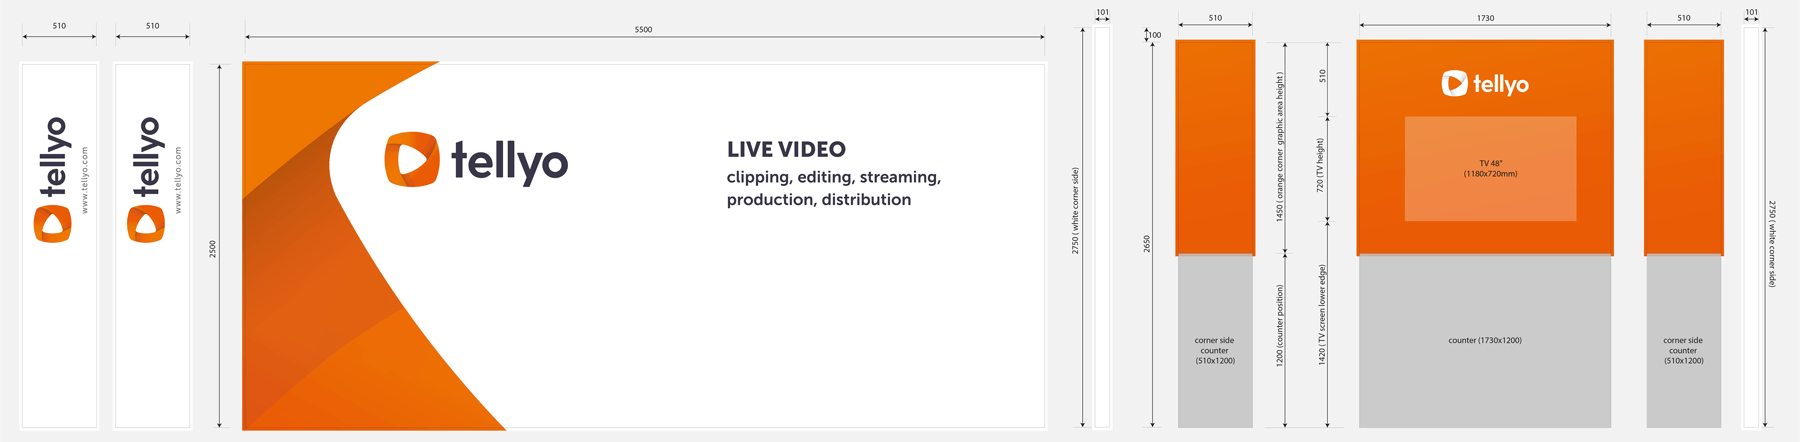 510
tellyo
www.tellyo.com
510
tellyo
www.tellyo.com
2500
5500
tellyo
LIVE VIDEO
clipping, editing, streaming,
production, distribution
2750 ( white corner side)
101
100
2650
510
corner side
counter
(510x1200)
1450 ( orange corner graphic area height )
1200 (counter position)
510
720 (TV height)
1420 ( TV screen lower edge)
1730
tellyo
TV 48"
(1180x720mm)
counter (1730x1200)
510
corner side
counter
(510x1200)
101
2750 ( white corner side)